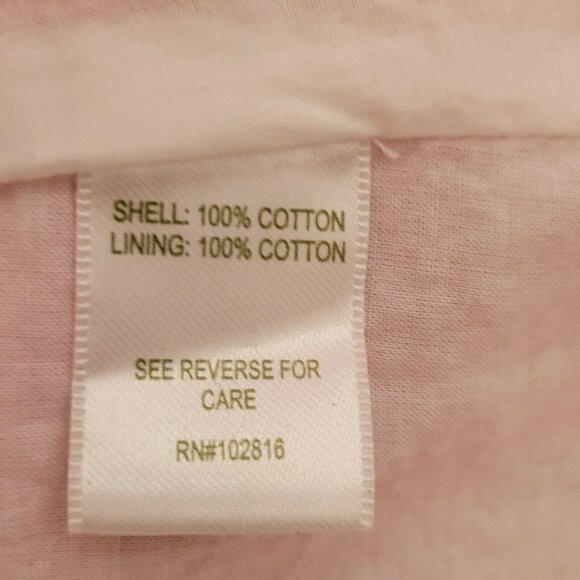 SHELL: 100% COTTON
LINING: 100% COTTON
SEE REVERSE FOR
CARE
RN#102816